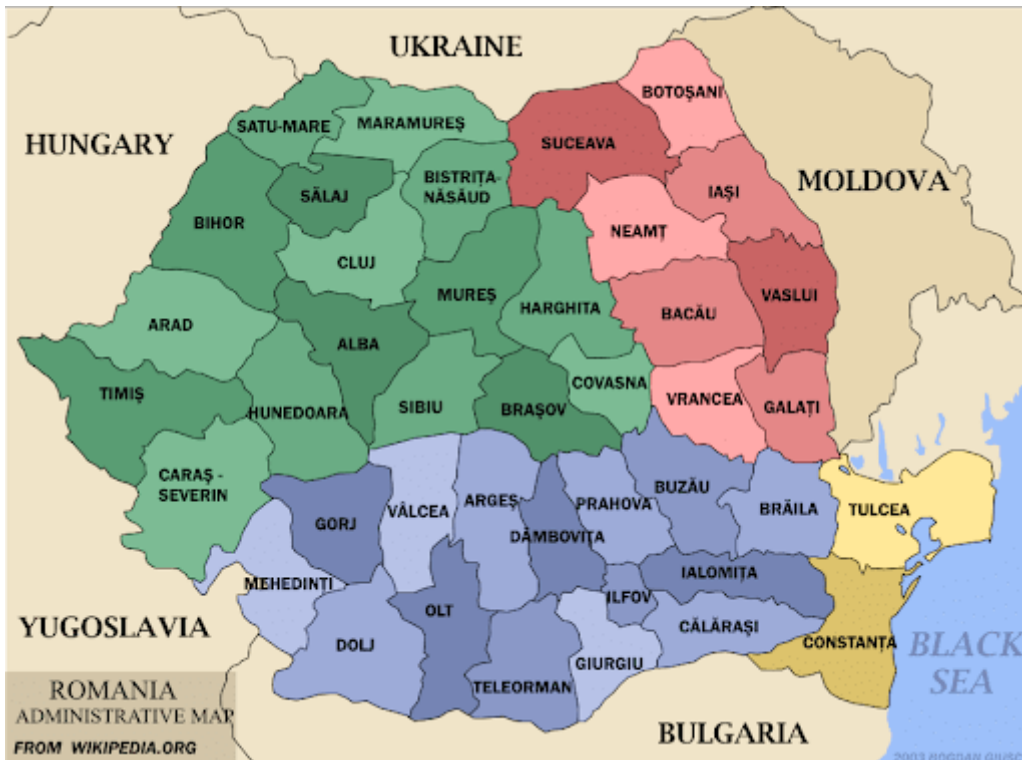 UKRAINE
BOTOȘANI
SATU-MARE
MARAMUREȘ
HUNGARY
SUCEAVA
MOLDOVA
BISTRIȚA-
NĂSĂUD
SĂLAJ
IAȘI
BIHOR
NEAMȚ
CLUJ
MUREȘ
VASLUI
HARGHITA
BACĂU
ARAD
ALBA
TIMIȘ
COVASNA
HUNEDOARA
SIBIU
BRAȘOV
VRANCEA
GALAȚI
CARAȘ -
SEVERIN
BUZĂU
GORJ
VÂLCEA
ARGEȘ
PRAHOVA
BRĂILA
TULCEA
DÂMBOVIȚA
MEHEDINȚI
IALOMIȚA
ILFOV
OLT
YUGOSLAVIA
DOLJ
CĂLĂRAȘI
CONSTANȚA
BLACK
SEA
GIURGIU
TELEORMAN
ROMANIA
ADMINISTRATIVE MAP
BULGARIA
FROM WIKIPEDIA.ORG